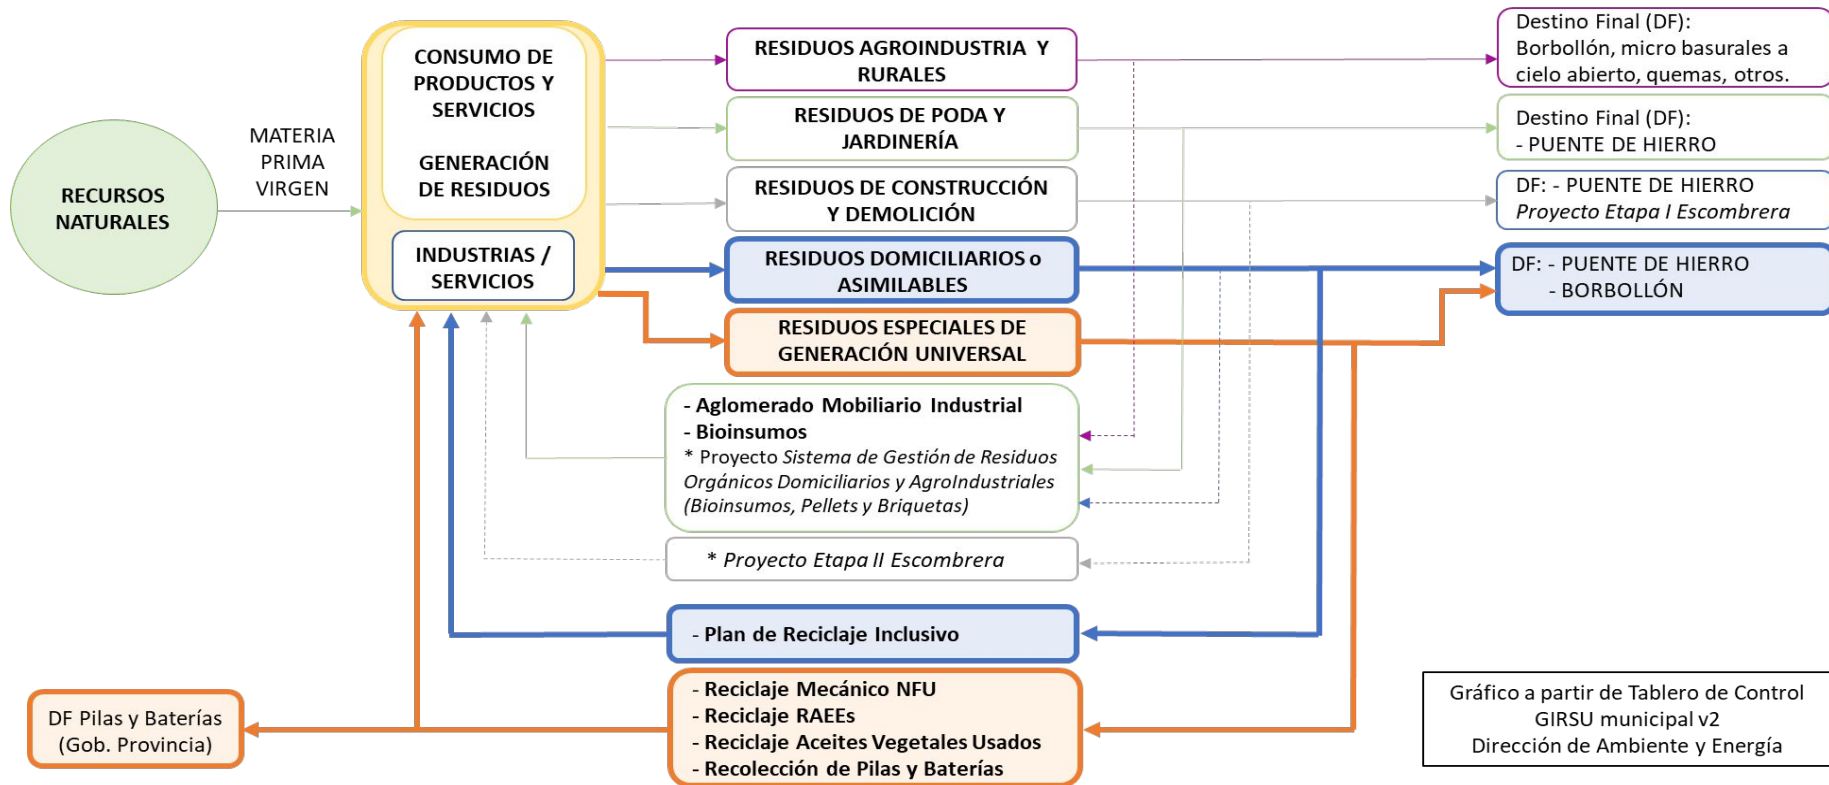 RECURSOS
NATURALES
MATERIA
PRIMA
VIRGEN
CONSUMO DE
PRODUCTOS Y
SERVICIOS
GENERACIÓN
DE RESIDUOS
INDUSTRIAS /
SERVICIOS
RESIDUOS AGROINDUSTRIA Y
RURALES
RESIDUOS DE PODA Y
JARDINERÍA
RESIDUOS DE CONSTRUCCIÓN
Y DEMOLICIÓN
RESIDUOS DOMICILIARIOS o
ASIMILABLES
RESIDUOS ESPECIALES DE
GENERACIÓN UNIVERSAL
Destino Final (DF):
Borbollón, micro basurales a
cielo abierto, quemas, otros.
Destino Final (DF):
- PUENTE DE HIERRO
DF: - PUENTE DE HIERRO
Proyecto Etapa I Escombrera
DF: - PUENTE DE HIERRO
- BORBOLLÓN
- Aglomerado Mobiliario Industrial
- Bioinsumos
* Proyecto Sistema de Gestión de Residuos
Orgánicos Domiciliarios y AgroIndustriales
(Bioinsumos, Pellets y Briquetas)
* Proyecto Etapa II Escombrera
- Plan de Reciclaje Inclusivo
- Reciclaje Mecánico NFU
- Reciclaje RAEEs
- Reciclaje Aceites Vegetales Usados
- Recolección de Pilas y Baterías
DF Pilas y Baterías
(Gob. Provincia)
Gráfico a partir de Tablero de Control
GIRSU municipal v2
Dirección de Ambiente y Energía